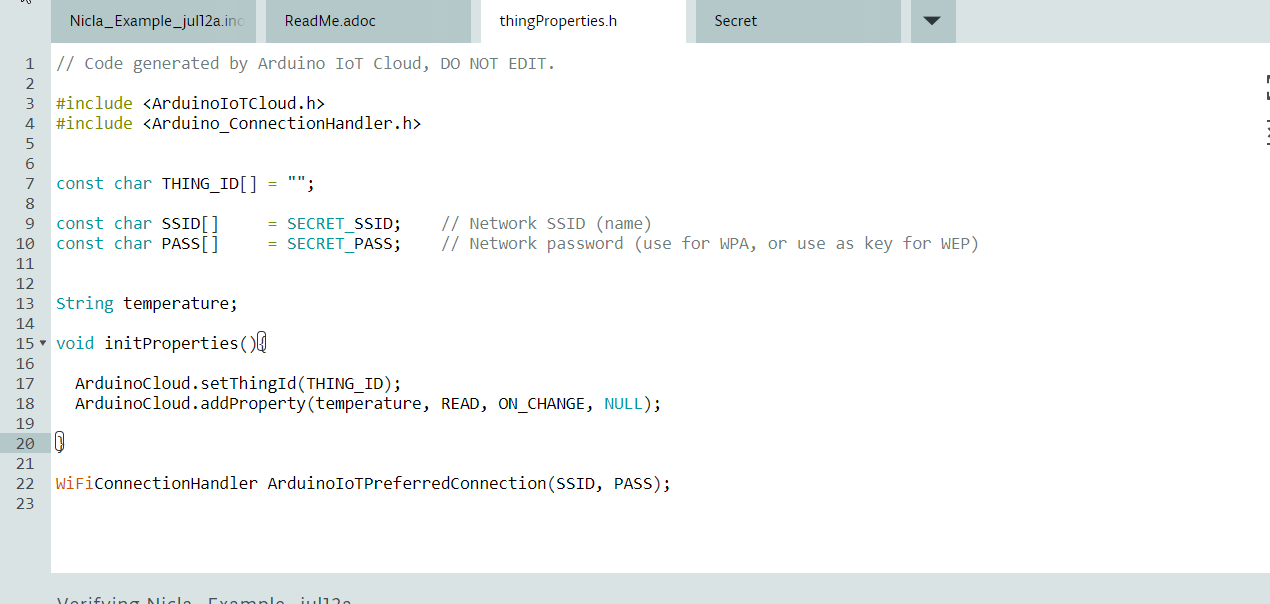 Nicla_Example_jul12a.ino
ReadMe.adoc
thingProperties.h
Secret
1 // Code generated by Arduino IoT Cloud, DO NOT EDIT.
2
3 #include <ArduinoIoTCloud.h>
4 #include <Arduino_ConnectionHandler.h>
5
6
7 const char THING_ID[] = "";
8
9 const char SSID[]     = SECRET_SSID;    // Network SSID (name)
10 const char PASS[]     = SECRET_PASS;    // Network password (use for WPA, or use as key for WEP)
11
12
13 String temperature;
14
15 void initProperties(){
16
17   ArduinoCloud.setThingId(THING_ID);
18   ArduinoCloud.addProperty(temperature, READ, ON_CHANGE, NULL);
19
20 }
21
22 WiFiConnectionHandler ArduinoIoTPreferredConnection(SSID, PASS);
23
Verifying Nicla_Example_jul12a